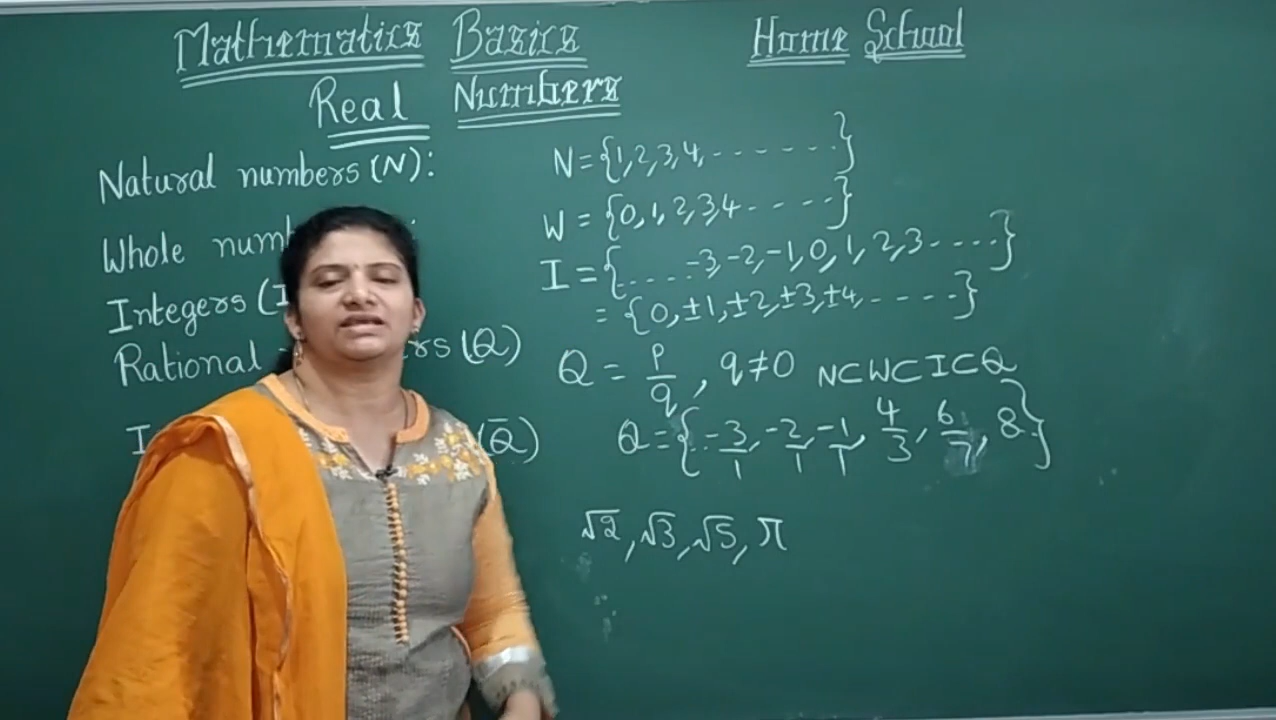 Mathematics Basics
Home School
Real Numbers
Natural numbers (N):
N = {1, 2, 3, 4, ------}
Whole :
W = {0, 1, 2, 3, 4 -----}
Integers (
I = {.... -3, -2, -1, 0, 1, 2, 3 ....}
= {0, ±1, ±2, ±3, ±4, -----}
Rational (Q)
Q = p/q, q≠0 N⊂W⊂I⊂Q
(Q̄)
Q = {.-3/1, -2/1, -1/1, 4/3, 6/7, 8}
√2, √3, √5, π